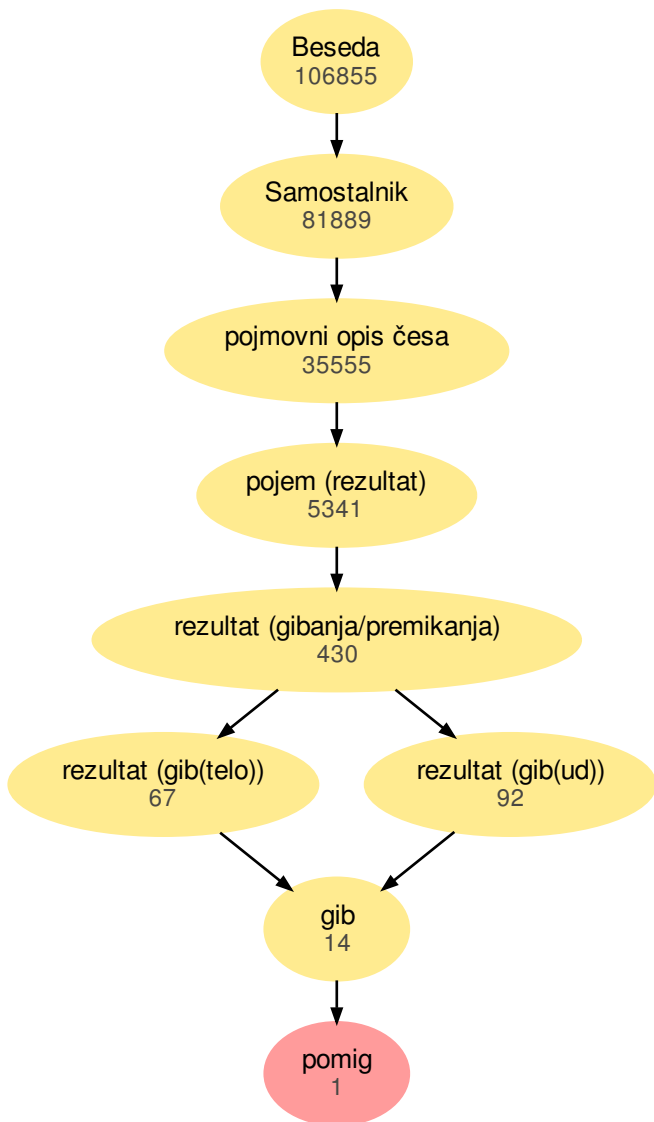 Beseda
106855
Samostalnik
81889
pojmovni opis česa
35555
pojem (rezultat)
5341
rezultat (gibanja/premikanja)
430
rezultat (gib(telo))
67
rezultat (gib(ud))
92
gib
14
pomig
1